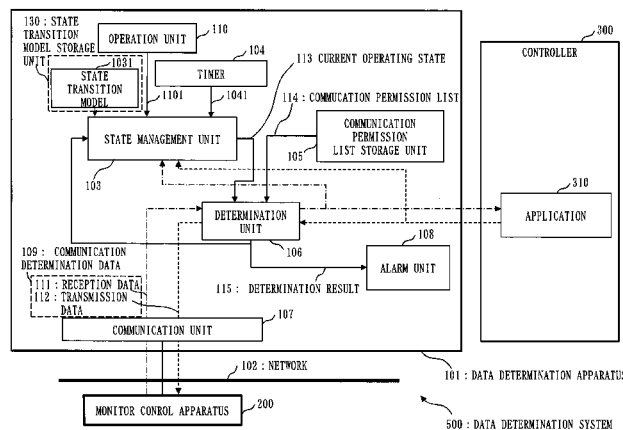 130 : STATE
TRANSITION
MODEL STORAGE
UNIT
110
OPERATION UNIT
104
TIMER
1031
STATE
TRANSITION
MODEL
1101
1041
113 CURRENT OPERATING STATE
114 : COMMUCATION PERMISSION LIST
STATE MANAGEMENT UNIT
103
COMMUNICATION
PERMISSION
LIST STORAGE UNIT
105
300
CONTROLLER
310
APPLICATION
DETERMINATION
UNIT
106
108
ALARM UNIT
109 : COMMUNICATION
DETERMINATION DATA
111 : RECEPTION DATA
112 : TRANSMISSION
DATA
115 : DETERMINATION RESULT
107
COMMUNICATION UNIT
102 : NETWORK
101 : DATA DETERMINATION APPARATUS
MONITOR CONROL APPARATUS
200
500 : DATA DETERMINATION SYSTEM